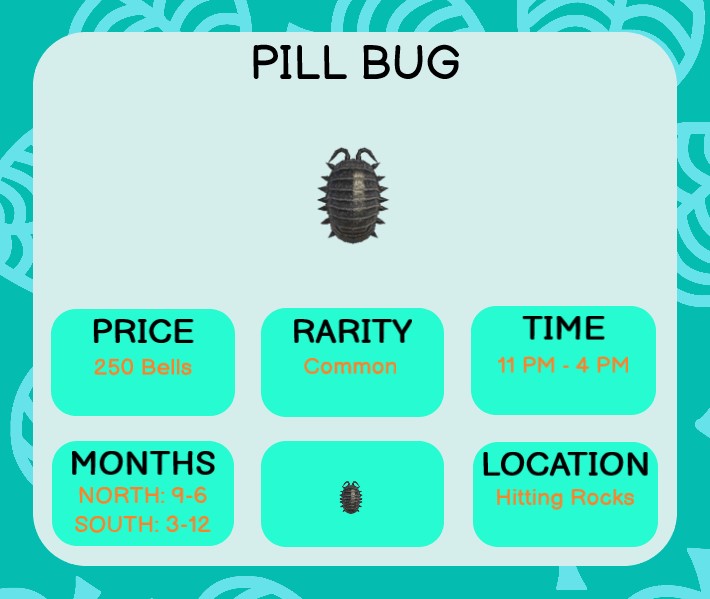 PILL BUG
PRICE
250 Bells
RARITY
Common
TIME
11 PM - 4 PM
MONTHS
NORTH: 9-6
SOUTH: 3-12
LOCATION
Hitting Rocks